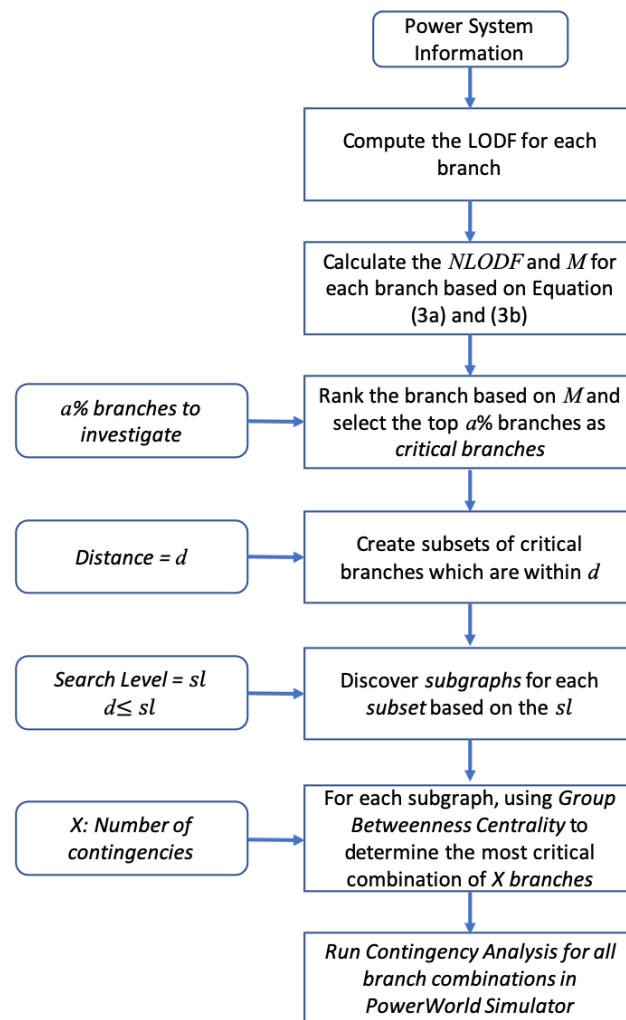 Power System
Information
Compute the LODF for each
branch
Calculate the NLODF and M for
each branch based on Equation
(3a) and (3b)
a% branches to
investigate
Rank the branch based on M and
select the top a% branches as
critical branches
Distance = d
Create subsets of critical
branches which are within d
Search Level = sl
d≤ sl
Discover subgraphs for each
subset based on the sl
X: Number of
contingencies
For each subgraph, using Group
Betweenness Centrality to
determine the most critical
combination of X branches
Run Contingency Analysis for all
branch combinations in
PowerWorld Simulator